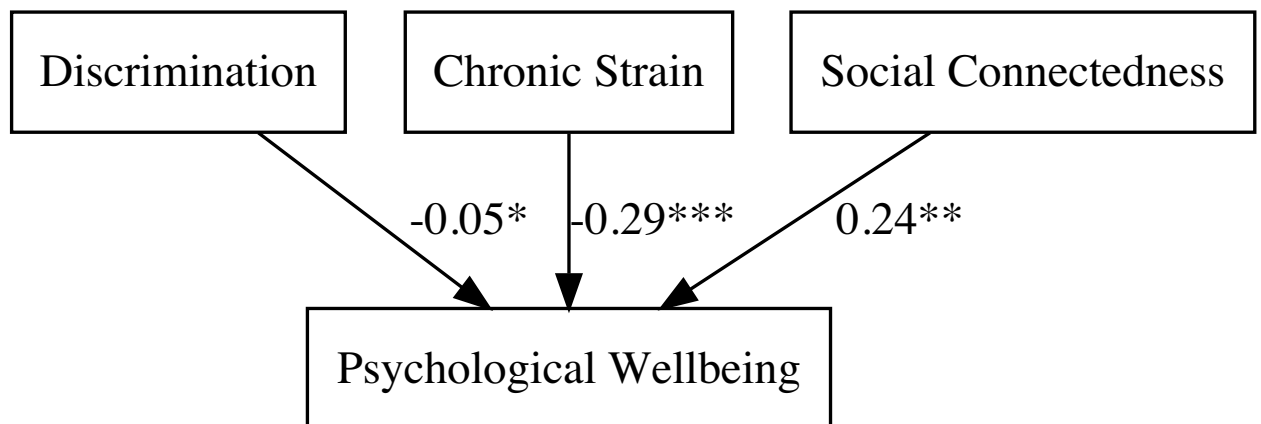 Discrimination
Chronic Strain
Social Connectedness
-0.05*
-0.29***
0.24**
Psychological Wellbeing